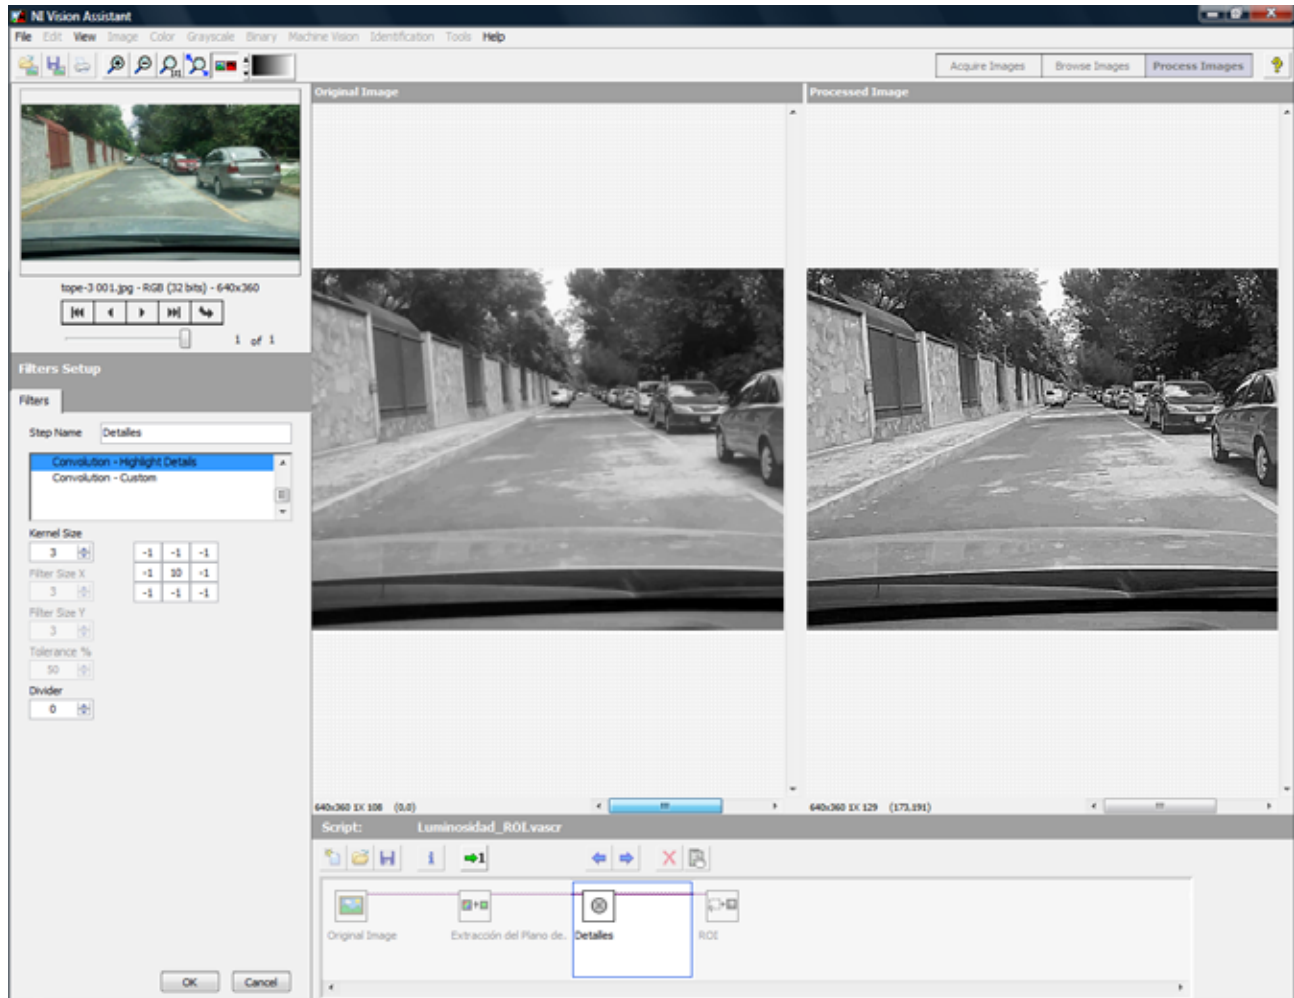 NI Vision Assistant
File Edit View Image Color Grayscale Binary Machine Vision Identification Tools Help
Acquire Images Browse Images Process Images
Original Image Processed Image
tope-3 001.jpg - RGB (32 bits) - 640x360
1 of 1
Filters Setup
Filters
Step Name Detalles
Convolution - Highlight Details
Convolution - Custom
Kernel Size
3 -1 -1 -1
Filter Size X -1 10 -1
3 -1 -1 -1
Filter Size Y
3
Tolerance %
50
Divider
0
640x360 1X 108 (0,0) 640x360 1X 129 (173,191)
Script: Luminosidad_ROI.vascr
1
Original Image Extracción del Plano de. Detalles ROI
OK Cancel